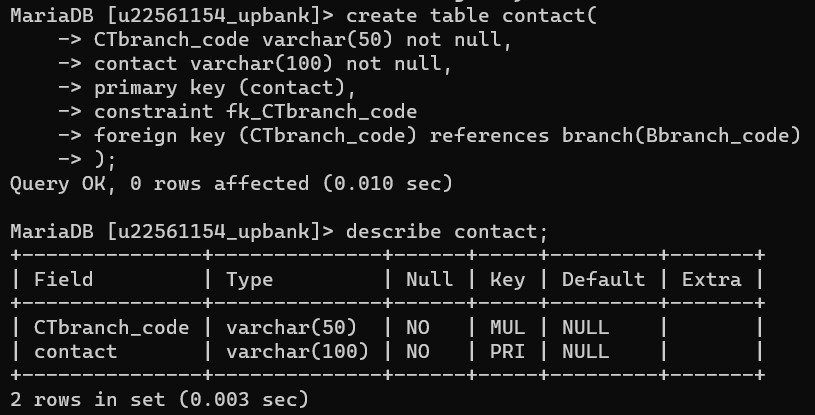 MariaDB [u22561154_upbank]> create table contact(
    -> CTbranch_code varchar(50) not null,
    -> contact varchar(100) not null,
    -> primary key (contact),
    -> constraint fk_CTbranch_code
    -> foreign key (CTbranch_code) references branch(Bbranch_code)
    -> );
Query OK, 0 rows affected (0.010 sec)

MariaDB [u22561154_upbank]> describe contact;
+---------------+--------------+------+-----+---------+-------+
| Field         | Type         | Null | Key | Default | Extra |
+---------------+--------------+------+-----+---------+-------+
| CTbranch_code | varchar(50)  | NO   | MUL | NULL    |       |
| contact       | varchar(100) | NO   | PRI | NULL    |       |
+---------------+--------------+------+-----+---------+-------+
2 rows in set (0.003 sec)